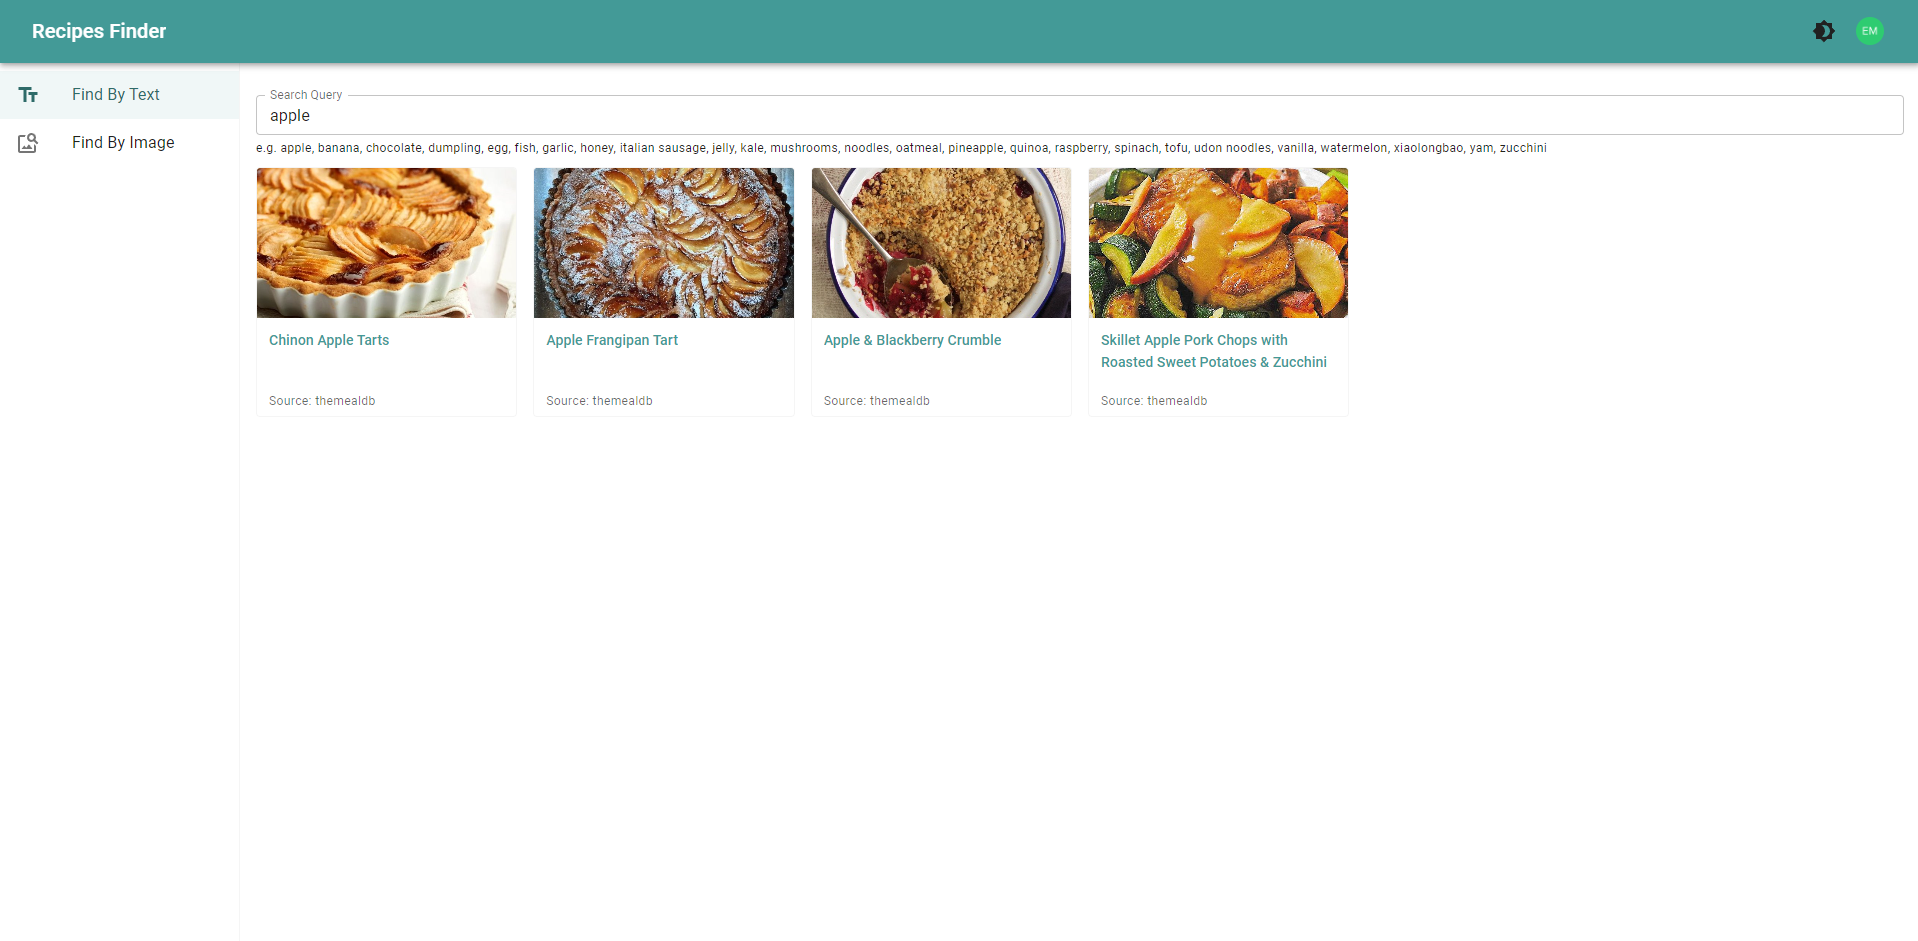 Recipes Finder
EM
Find By Text
Find By Image
Search Query
apple
e.g. apple, banana, chocolate, dumpling, egg, fish, garlic, honey, italian sausage, jelly, kale, mushrooms, noodles, oatmeal, pineapple, quinoa, raspberry, spinach, tofu, udon noodles, vanilla, watermelon, xiaolongbao, yam, zucchini
Chinon Apple Tarts
Source: themealdb
Apple Frangipan Tart
Source: themealdb
Apple & Blackberry Crumble
Source: themealdb
Skillet Apple Pork Chops with
Roasted Sweet Potatoes & Zucchini
Source: themealdb